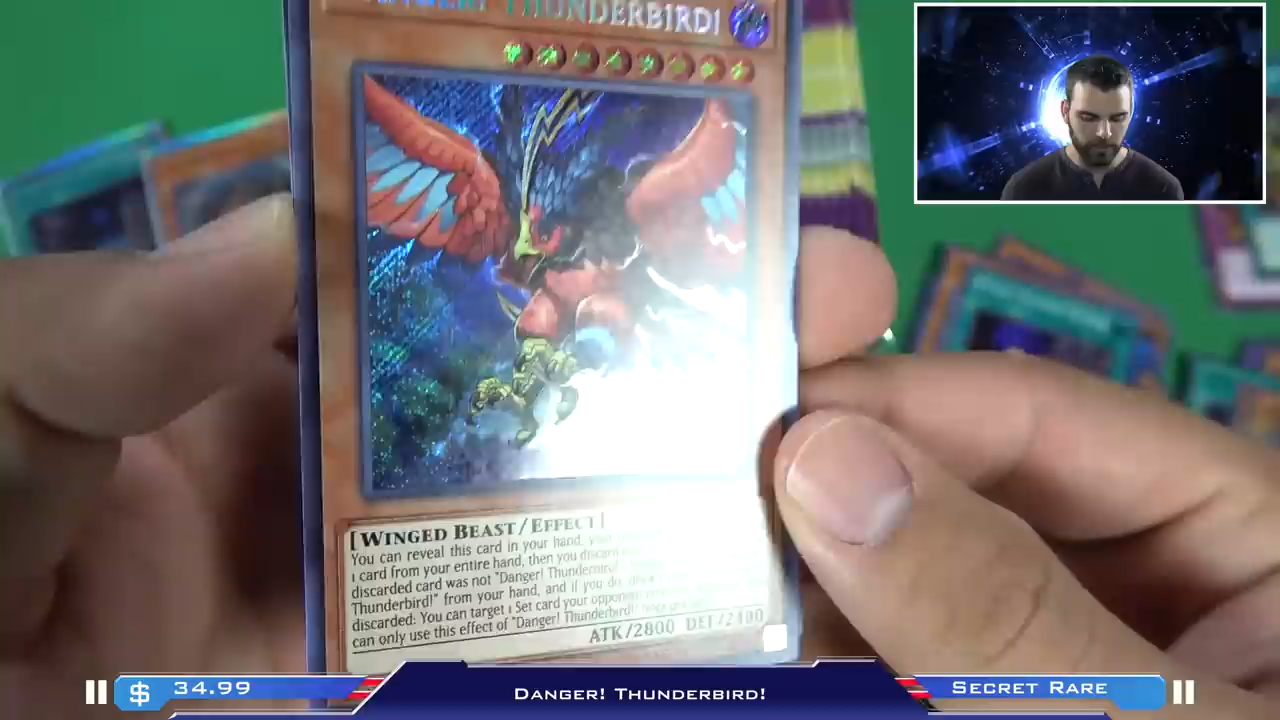 THUNDERBIRD!
[WINGED BEAST/EFFECT]
You can reveal this card in your hand,
1 card from your entire hand, then you discard
discarded card was not "Danger! Thunderbird!
Thunderbird!" from your hand, and if you do,
discarded: You can target 1 Set card your opponent
can only use this effect of "Danger! Thunderbird!"
ATK/2800 DEF/2400
$ 34.99
DANGER! THUNDERBIRD!
SECRET RARE